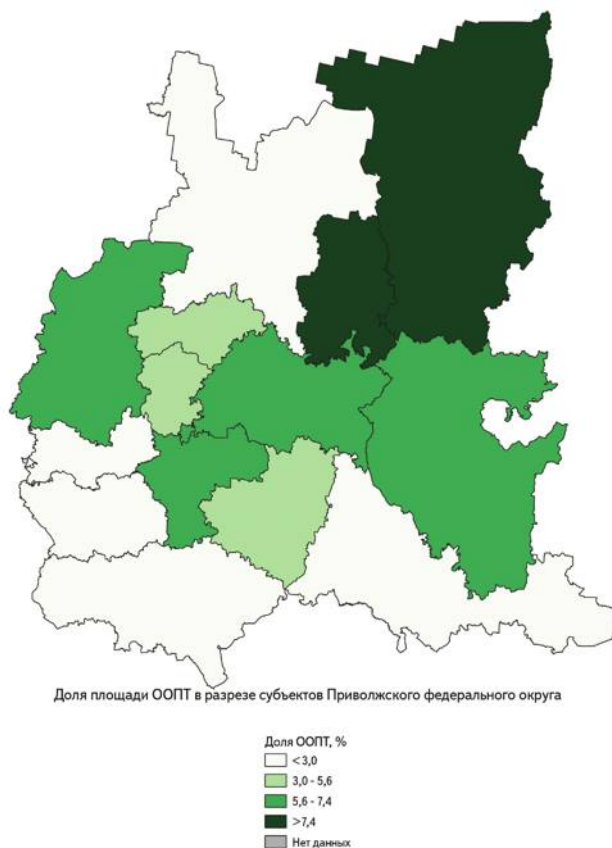 Доля площади ООПТ в разрезе субъектов Приволжского федерального округа
Доля ООПТ, %
<3,0
3,0 - 5,6
5,6 - 7,4
>7,4
Нет данных